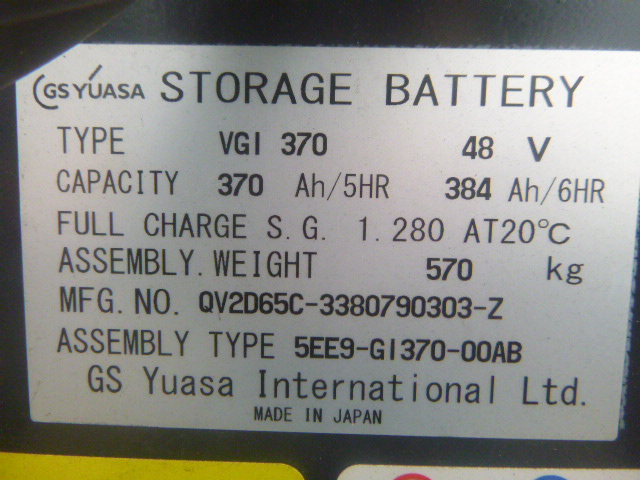 GS YUASA STORAGE BATTERY
TYPE VGI 370 48 V
CAPACITY 370 Ah/5HR 384 Ah/6HR
FULL CHARGE S.G. 1.280 AT20℃
ASSEMBLY.WEIGHT 570 kg
MFG.NO. QV2D65C-3380790303-Z
ASSEMBLY TYPE 5EE9-GI370-00AB
GS Yuasa International Ltd.
MADE IN JAPAN